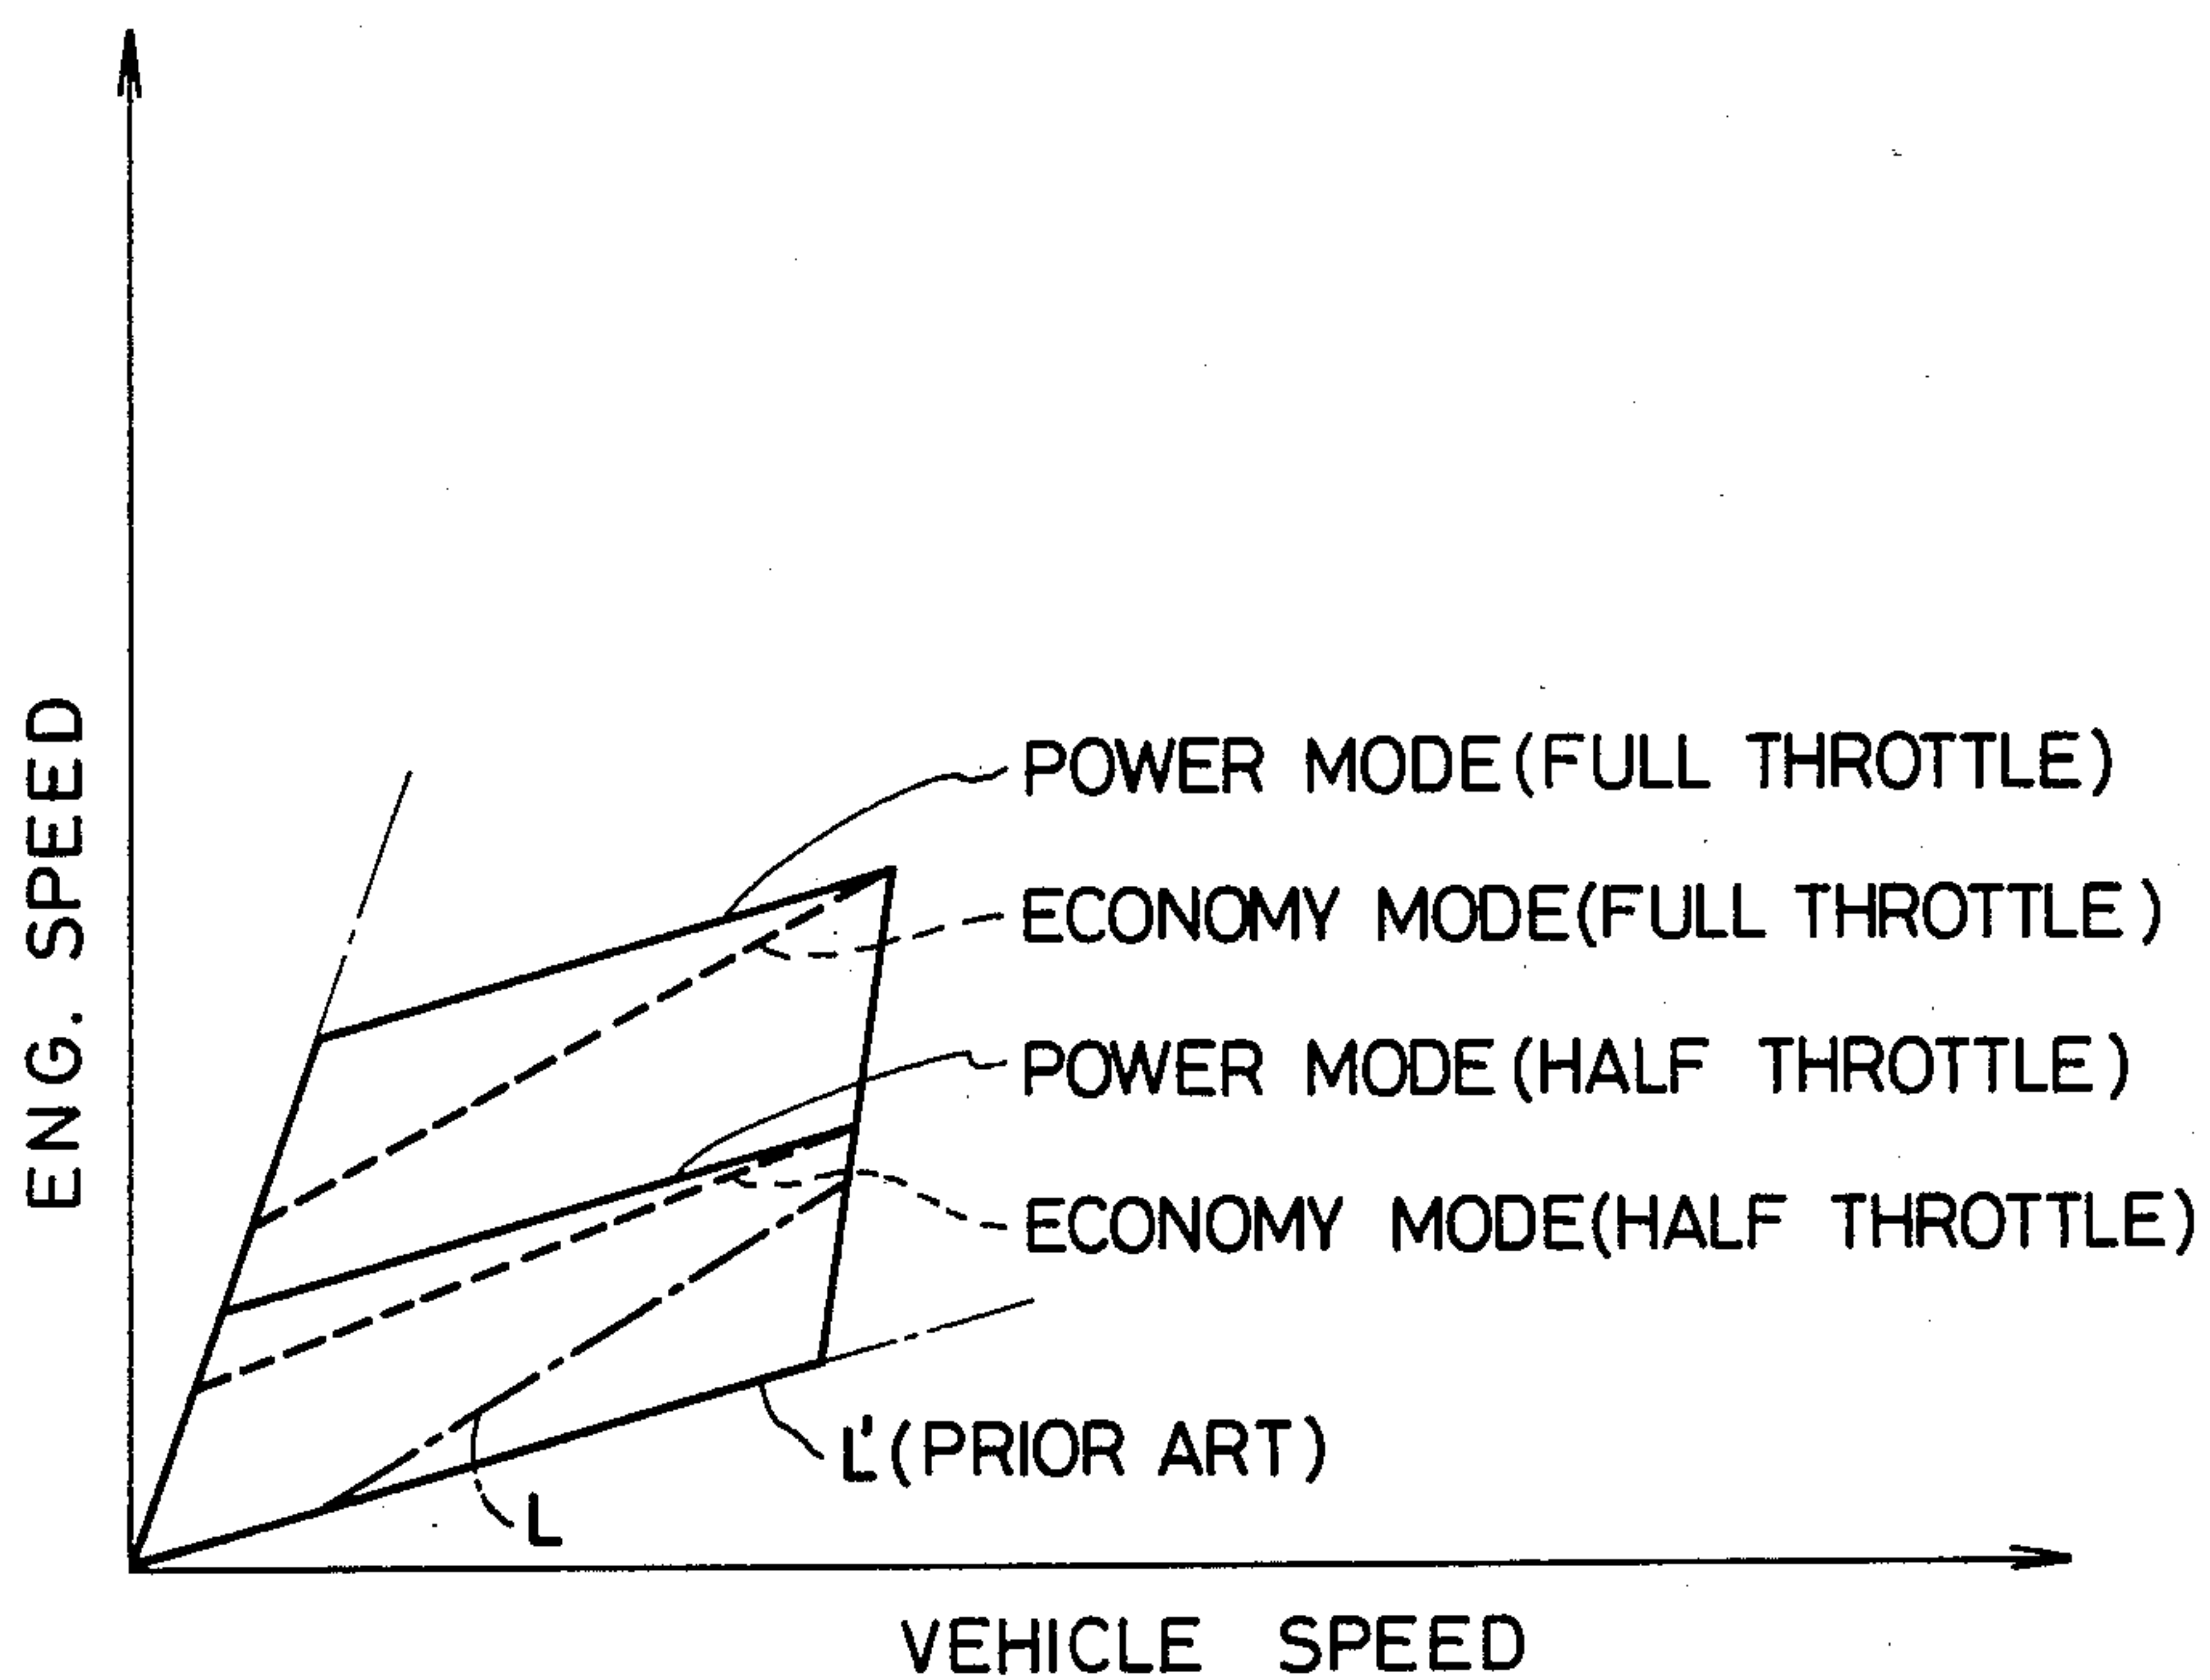 ENG. SPEED
POWER MODE(FULL THROTTLE)
ECONOMY MODE(FULL THROTTLE)
POWER MODE(HALF THROTTLE)
ECONOMY MODE(HALF THROTTLE)
L'(PRIOR ART)
L
VEHICLE SPEED